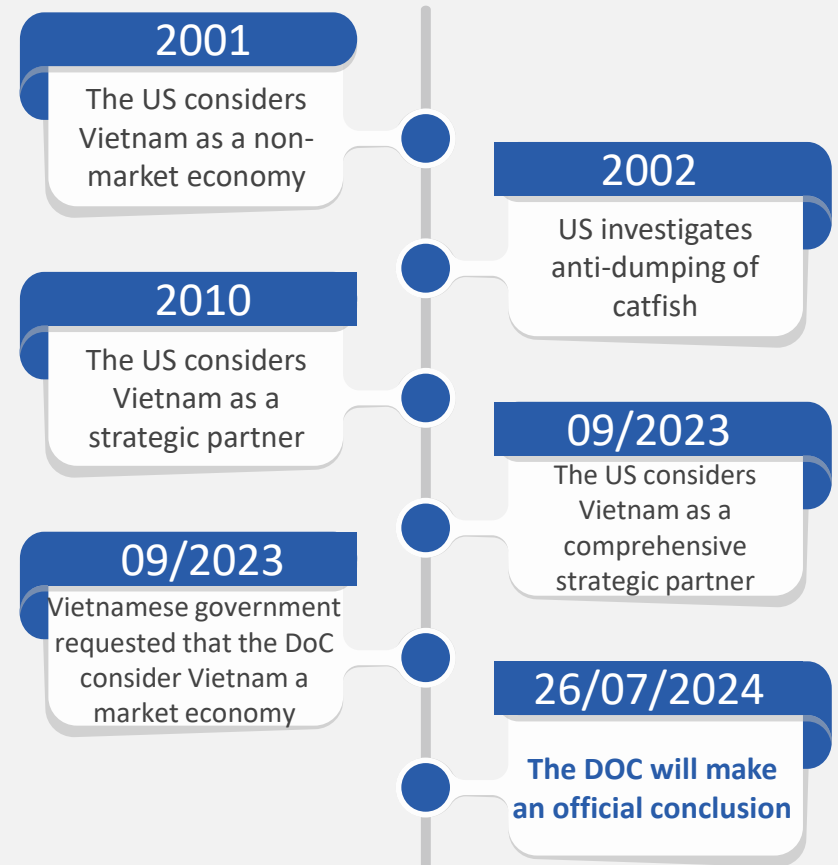 2001
The US considers
Vietnam as a non-
market economy
2002
US investigates
anti-dumping of
catfish
2010
The US considers
Vietnam as a
strategic partner
09/2023
The US considers
Vietnam as a
comprehensive
strategic partner
09/2023
Vietnamese government
requested that the DoC
consider Vietnam a
market economy
26/07/2024
The DOC will make
an official conclusion